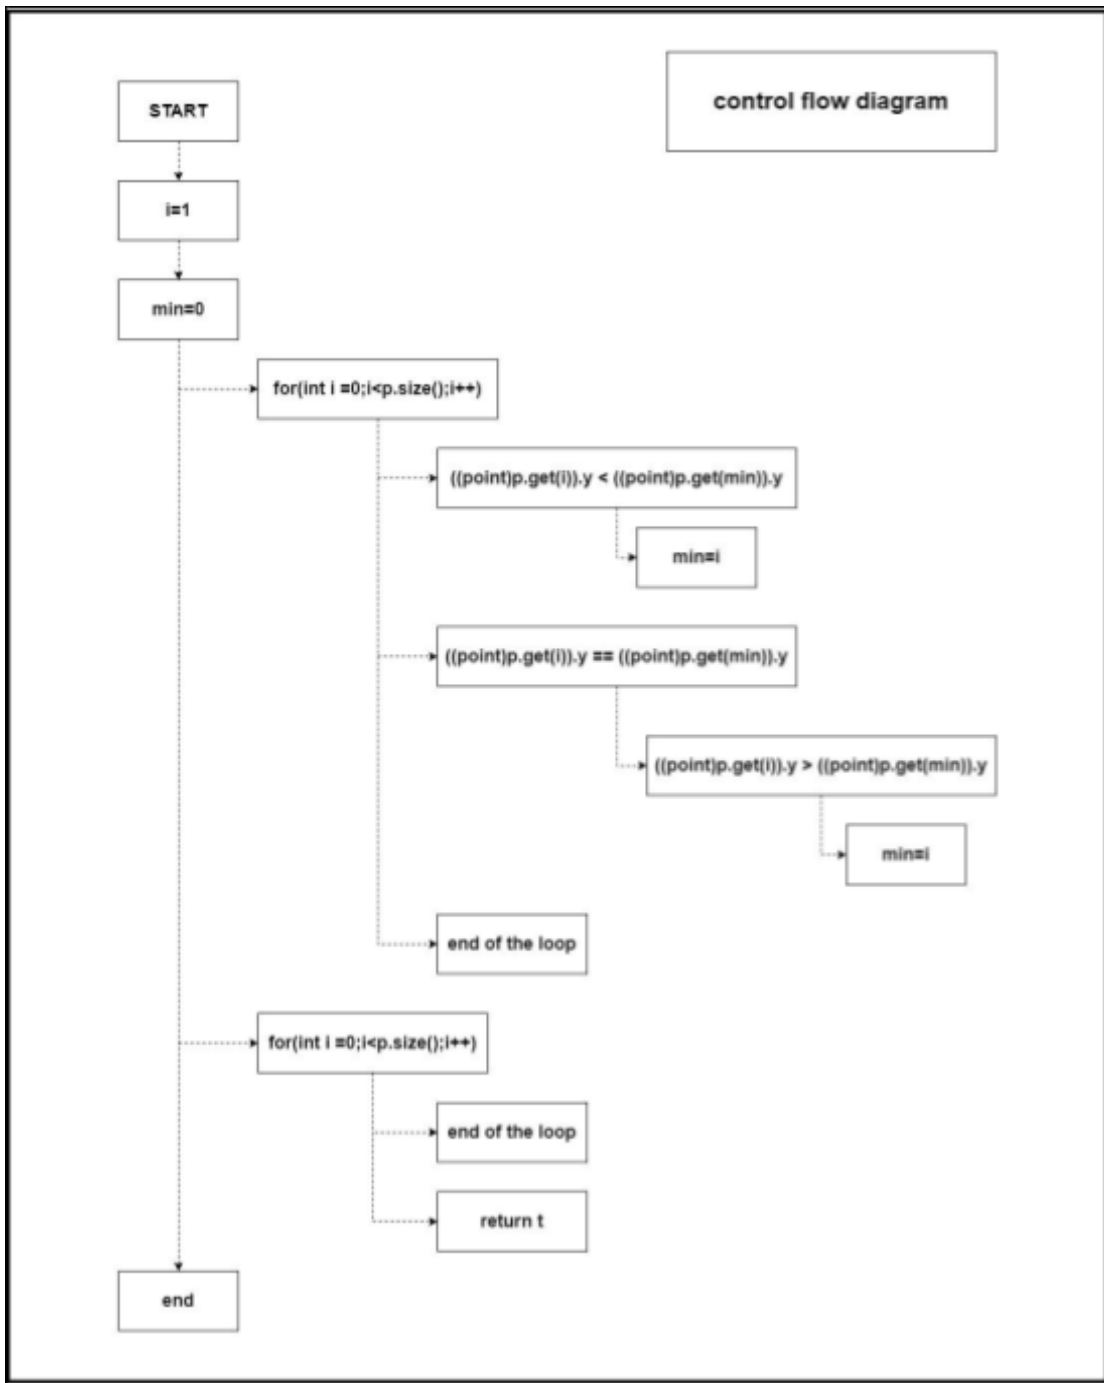 control flow diagram
START
i=1
min=0
for(int i =0;i<p.size();i++)
((point)p.get(i)).y < ((point)p.get(min)).y
min=i
((point)p.get(i)).y == ((point)p.get(min)).y
((point)p.get(i)).y > ((point)p.get(min)).y
min=i
end of the loop
for(int i =0;i<p.size();i++)
end of the loop
return t
end